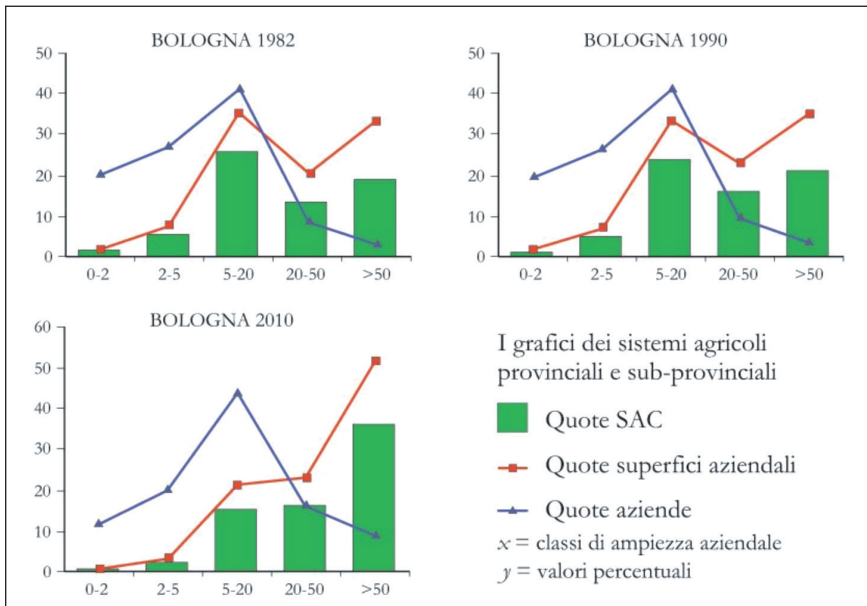 BOLOGNA 1982
50
40
30
20
10
0
0-2 2-5 5-20 20-50 >50
BOLOGNA 1990
50
40
30
20
10
0
0-2 2-5 5-20 20-50 >50
BOLOGNA 2010
60
50
40
30
20
10
0
0-2 2-5 5-20 20-50 >50
I grafici dei sistemi agricoli
provinciali e sub-provinciali
Quote SAC
Quote superfici aziendali
Quote aziende
x = classi di ampiezza aziendale
y = valori percentuali